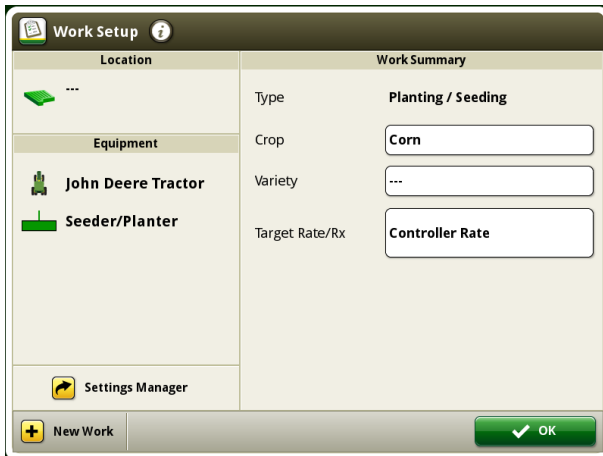 Work Setup i
Location
---
Equipment
John Deere Tractor
Seeder/Planter
Settings Manager
Work Summary
Type Planting / Seeding
Crop Corn
Variety ---
Target Rate/Rx Controller Rate
New Work
OK